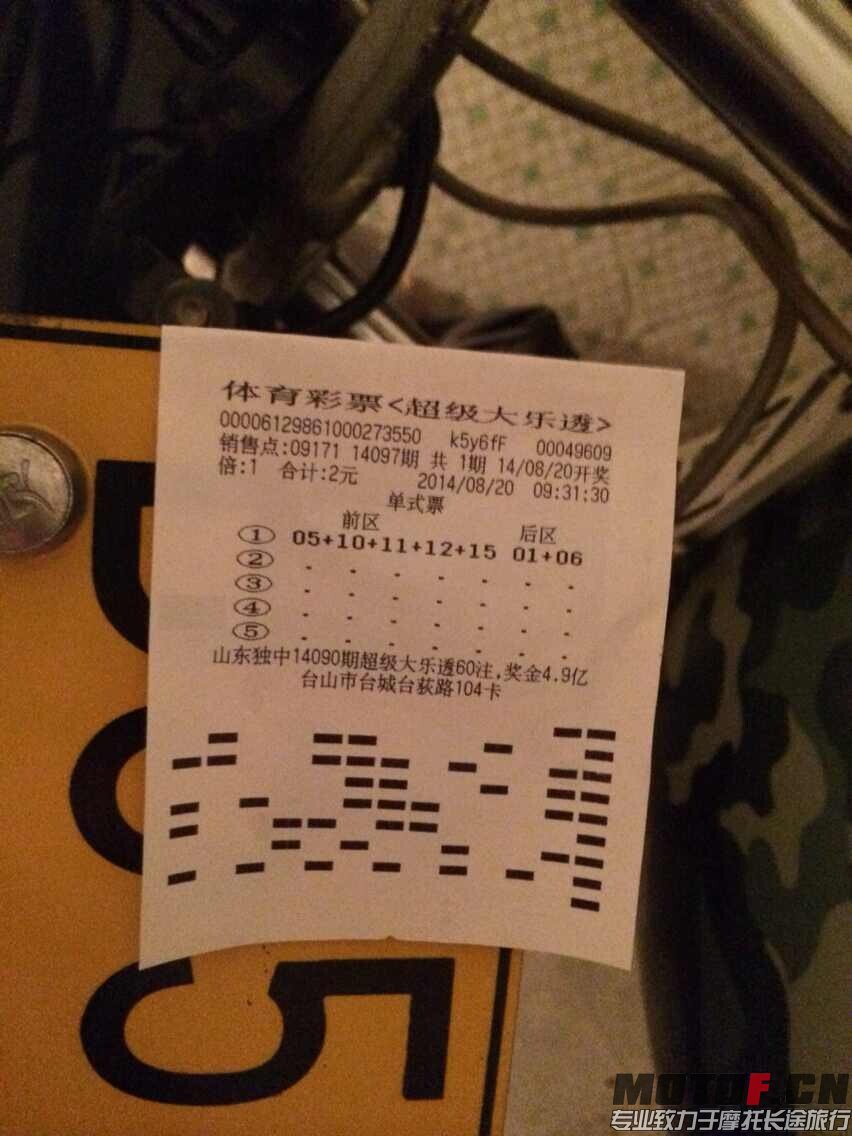 体育彩票<超级大乐透>
00006129861000273550 k5y6fF 00049609
销售点:09171 14097期 共 1期 14/08/20开奖
倍:1 合计:2元 2014/08/20 09:31:30
单式票
前区 后区
① 05+10+11+12+15 01+06
②
③
④
⑤
山东独中14090期超级大乐透60注,奖金4.9亿
台山市台城台荻路104卡
5
MOTOF.CN
专业致力于摩托长途旅行